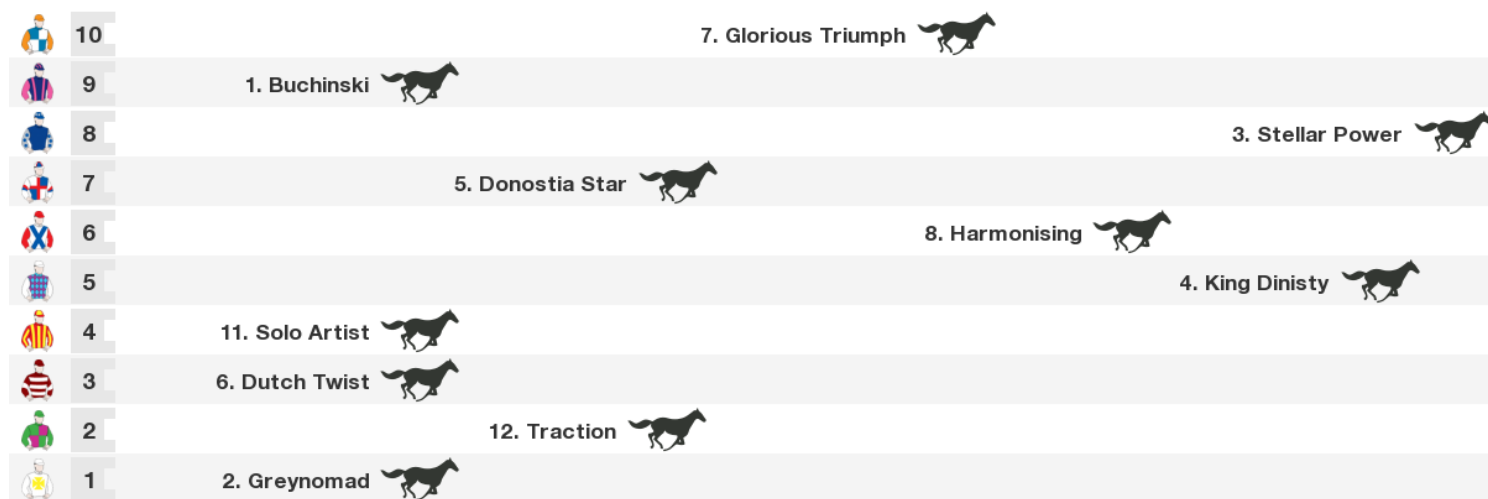 10 7. Glorious Triumph
9 1. Buchinski
8 3. Stellar Power
7 5. Donostia Star
6 8. Harmonising
5 4. King Dinisty
4 11. Solo Artist
3 6. Dutch Twist
2 12. Traction
1 2. Greynomad